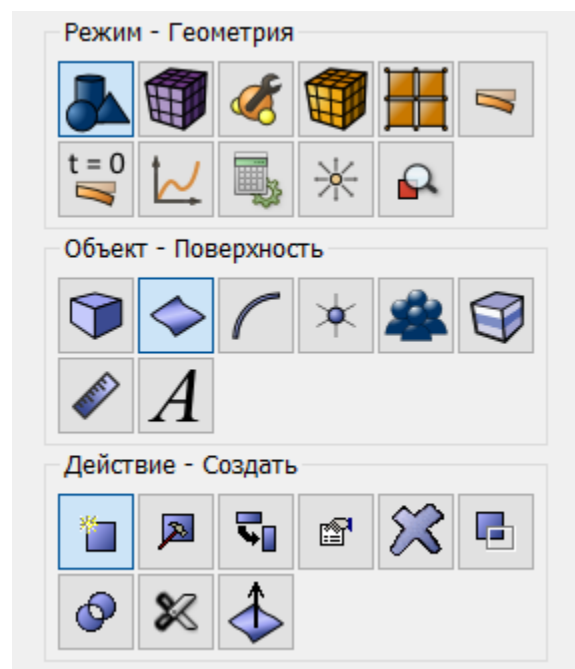 Режим - Геометрия
t = 0
Объект - Поверхность
A
Действие - Создать